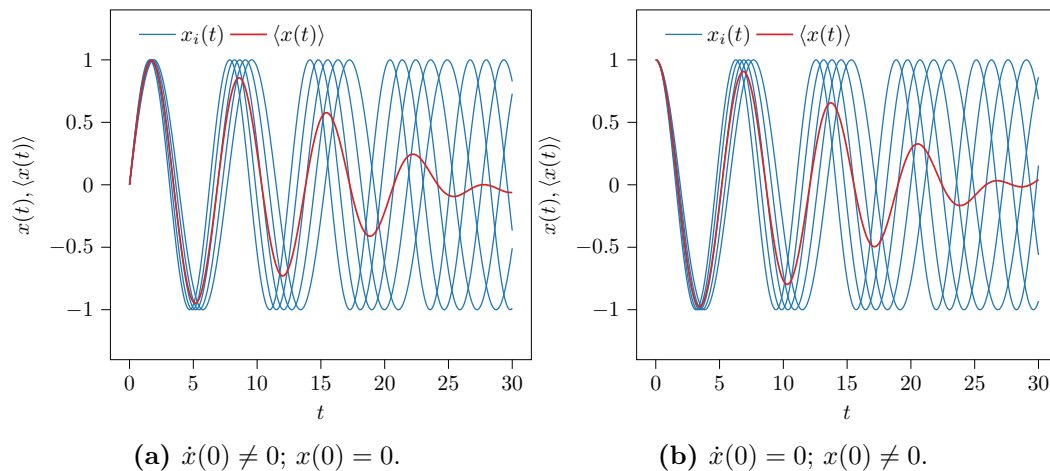 x_i(t) ⟨x(t)⟩
1
0.5
0
−0.5
−1
x(t), ⟨x(t)⟩
0 5 10 15 20 25 30
t
(a) ẋ(0) ≠ 0; x(0) = 0.
x_i(t) ⟨x(t)⟩
1
0.5
0
−0.5
−1
x(t), ⟨x(t)⟩
0 5 10 15 20 25 30
t
(b) ẋ(0) = 0; x(0) ≠ 0.